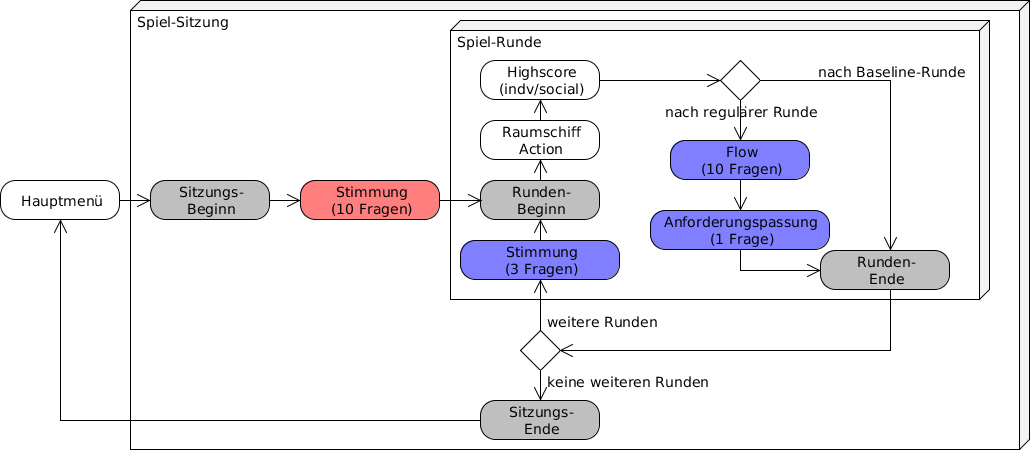 Spiel-Sitzung
Spiel-Runde
Highscore
(indv/social)
nach Baseline-Runde
nach regulärer Runde
Raumschiff
Action
Flow
(10 Fragen)
Hauptmenü
Sitzungs-
Beginn
Stimmung
(10 Fragen)
Runden-
Beginn
Anforderungspassung
(1 Frage)
Stimmung
(3 Fragen)
Runden-
Ende
weitere Runden
keine weiteren Runden
Sitzungs-
Ende